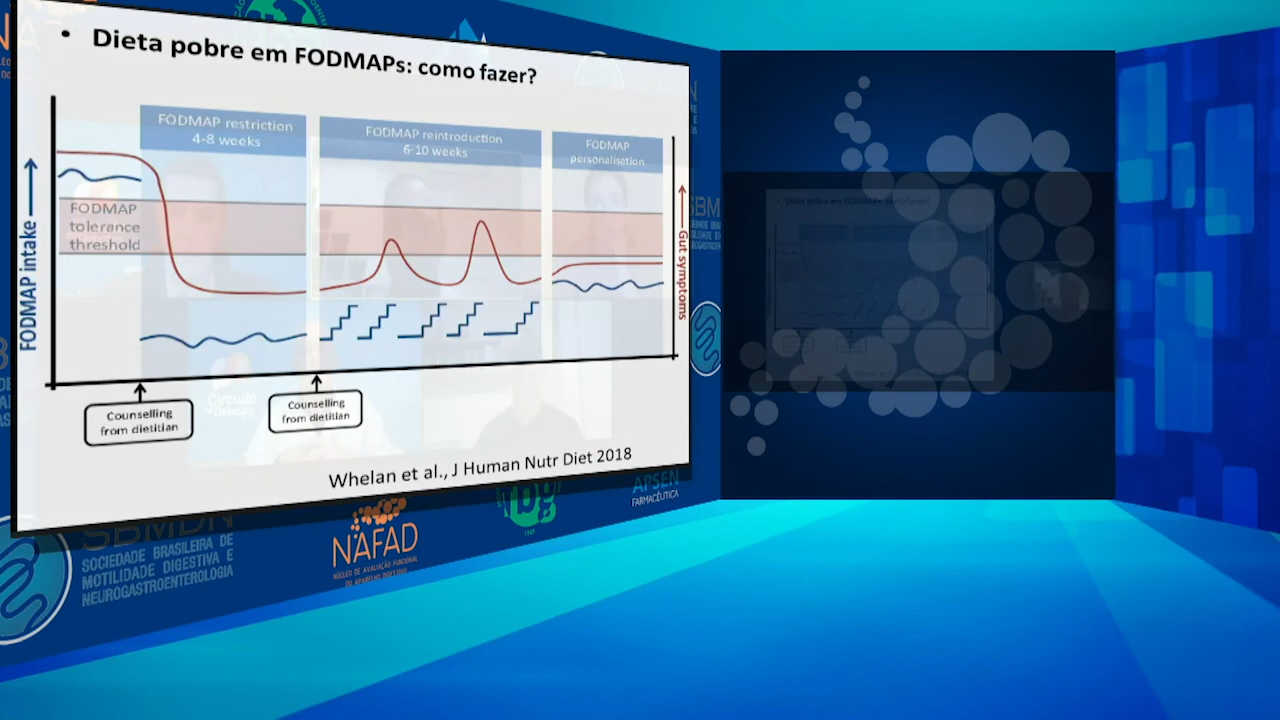 • Dieta pobre em FODMAPs: como fazer?
FODMAP restriction
4-8 weeks
FODMAP reintroduction
6-10 weeks
FODMAP
personalisation
FODMAP
tolerance
threshold
FODMAP intake
Gut symptoms
Counselling
from dietitian
Counselling
from dietitian
Whelan et al., J Human Nutr Diet 2018
SBMDN
SOCIEDADE BRASILEIRA DE
MOTILIDADE DIGESTIVA E
NEUROGASTROENTEROLOGIA
NAFAD
NÚCLEO DE AVALIAÇÃO FUNCIONAL
DO APARELHO DIGESTIVO
APSEN
FARMACÊUTICA